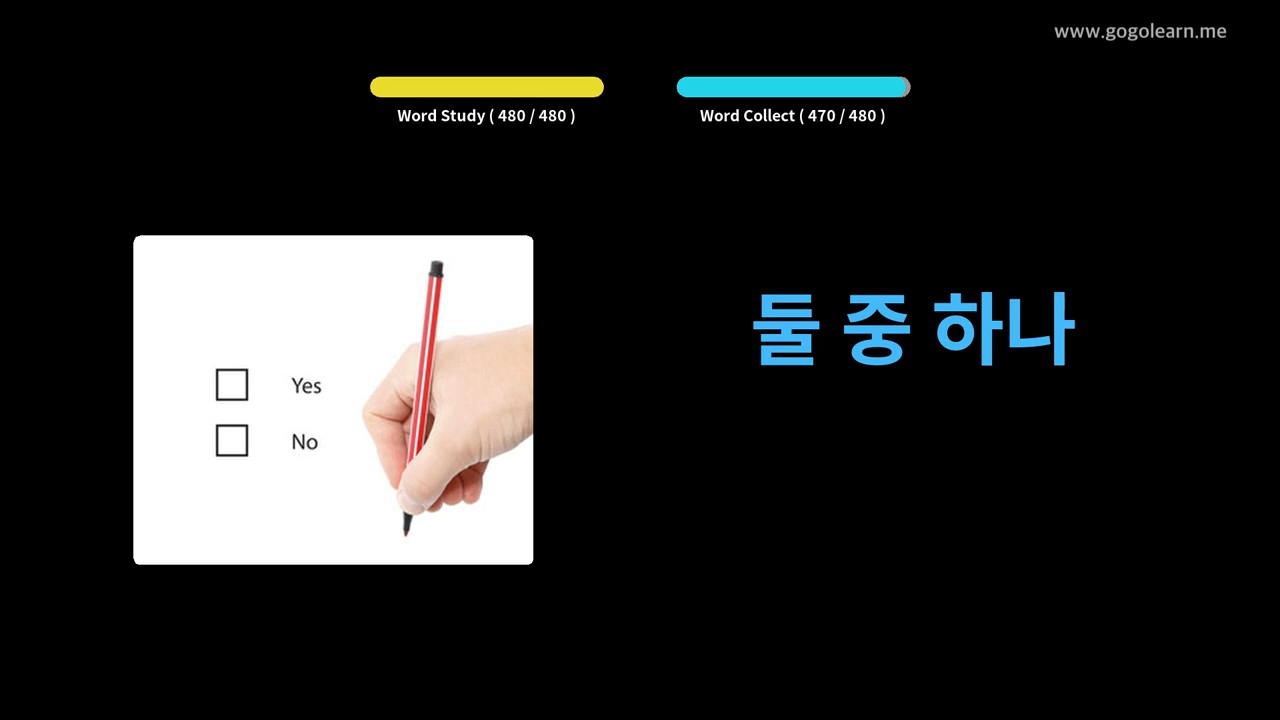 www.gogolearn.me
Word Study ( 480 / 480 )
Word Collect ( 470 / 480 )
Yes
No
둘 중 하나